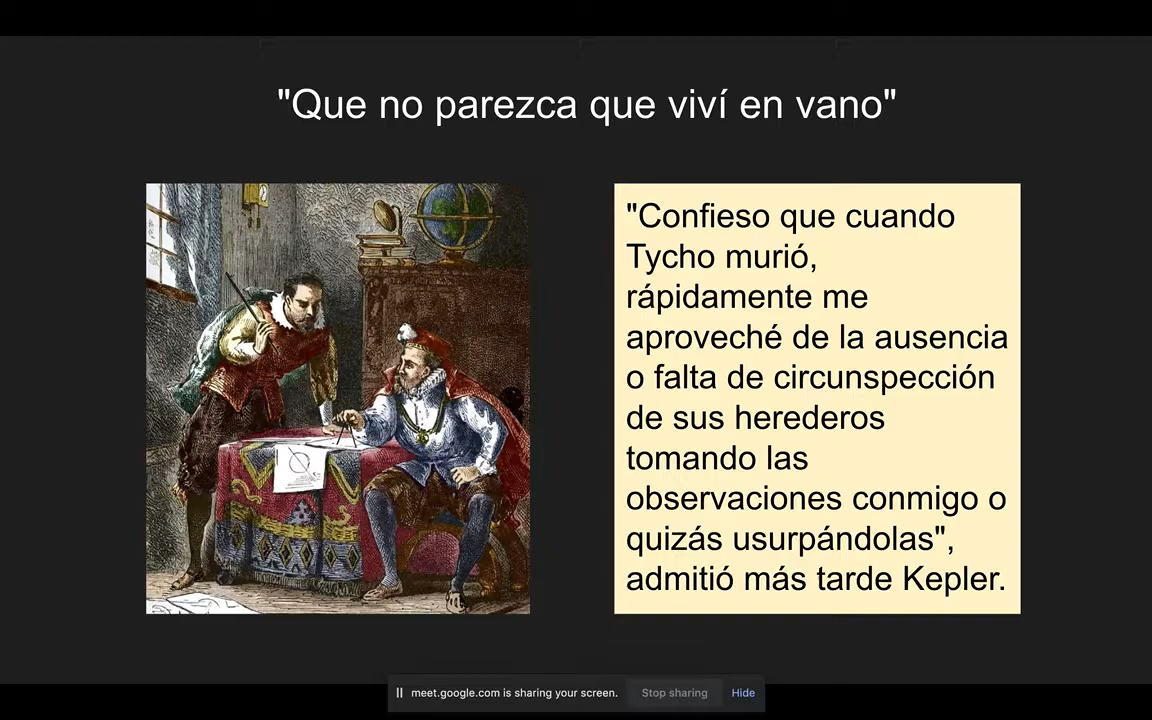 "Que no parezca que viví en vano"
"Confieso que cuando
Tycho murió,
rápidamente me
aproveché de la ausencia
o falta de circunspección
de sus herederos
tomando las
observaciones conmigo o
quizás usurpándolas",
admitió más tarde Kepler.
meet.google.com is sharing your screen. Stop sharing Hide